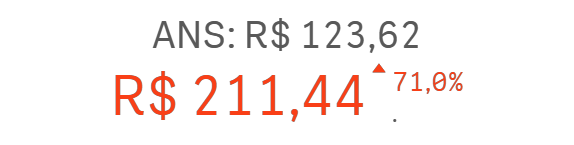 ANS: R$ 123,62
R$ 211,44 ▲ 71,0%
.